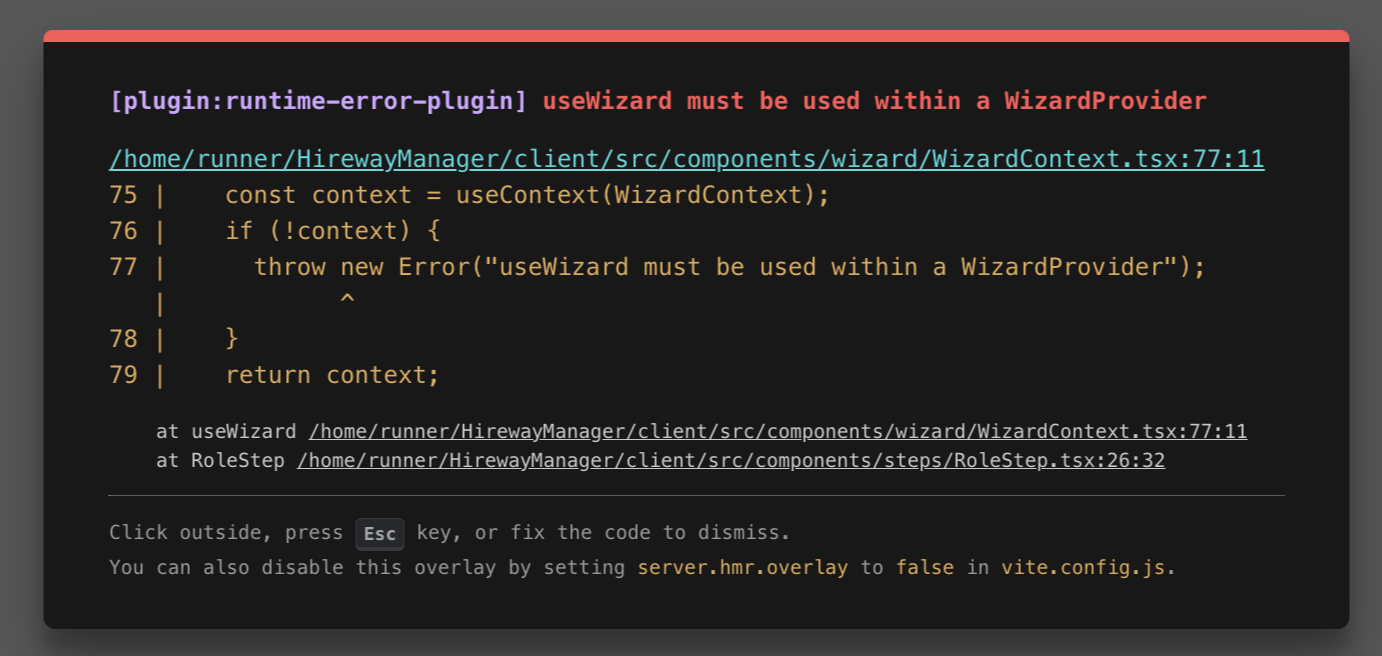 [plugin:runtime-error-plugin] useWizard must be used within a WizardProvider
/home/runner/HirewayManager/client/src/components/wizard/WizardContext.tsx:77:11
75 |    const context = useContext(WizardContext);
76 |    if (!context) {
77 |      throw new Error("useWizard must be used within a WizardProvider");
   |            ^
78 |    }
79 |    return context;
    at useWizard /home/runner/HirewayManager/client/src/components/wizard/WizardContext.tsx:77:11
    at RoleStep /home/runner/HirewayManager/client/src/components/steps/RoleStep.tsx:26:32
Click outside, press Esc key, or fix the code to dismiss.
You can also disable this overlay by setting server.hmr.overlay to false in vite.config.js.